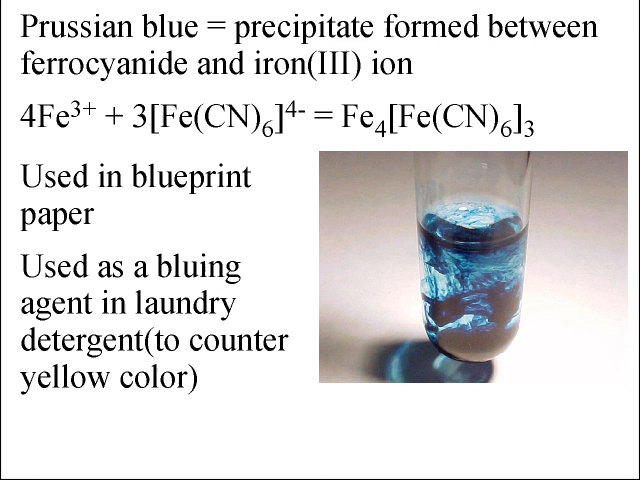 Prussian blue = precipitate formed between
ferrocyanide and iron(III) ion
4Fe³⁺ + 3[Fe(CN)₆]⁴⁻ = Fe₄[Fe(CN)₆]₃
Used in blueprint
paper
Used as a bluing
agent in laundry
detergent(to counter
yellow color)